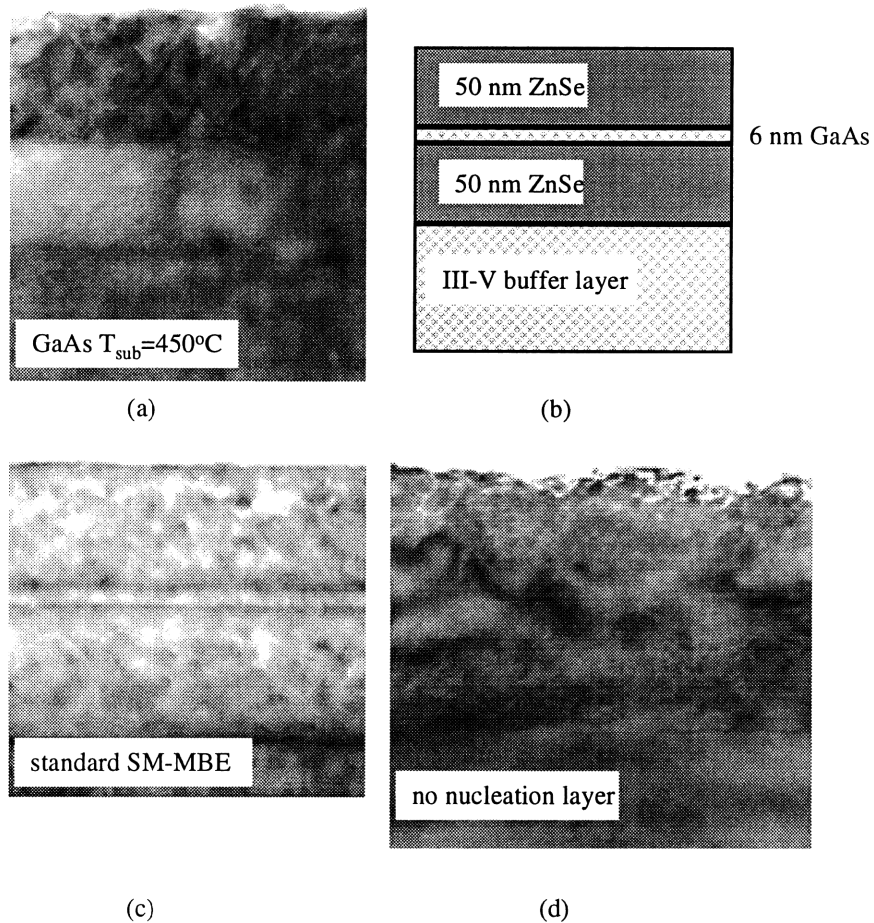 50 nm ZnSe
6 nm GaAs
50 nm ZnSe
III-V buffer layer
GaAs T_sub=450°C
(a)
(b)
standard SM-MBE
no nucleation layer
(c)
(d)